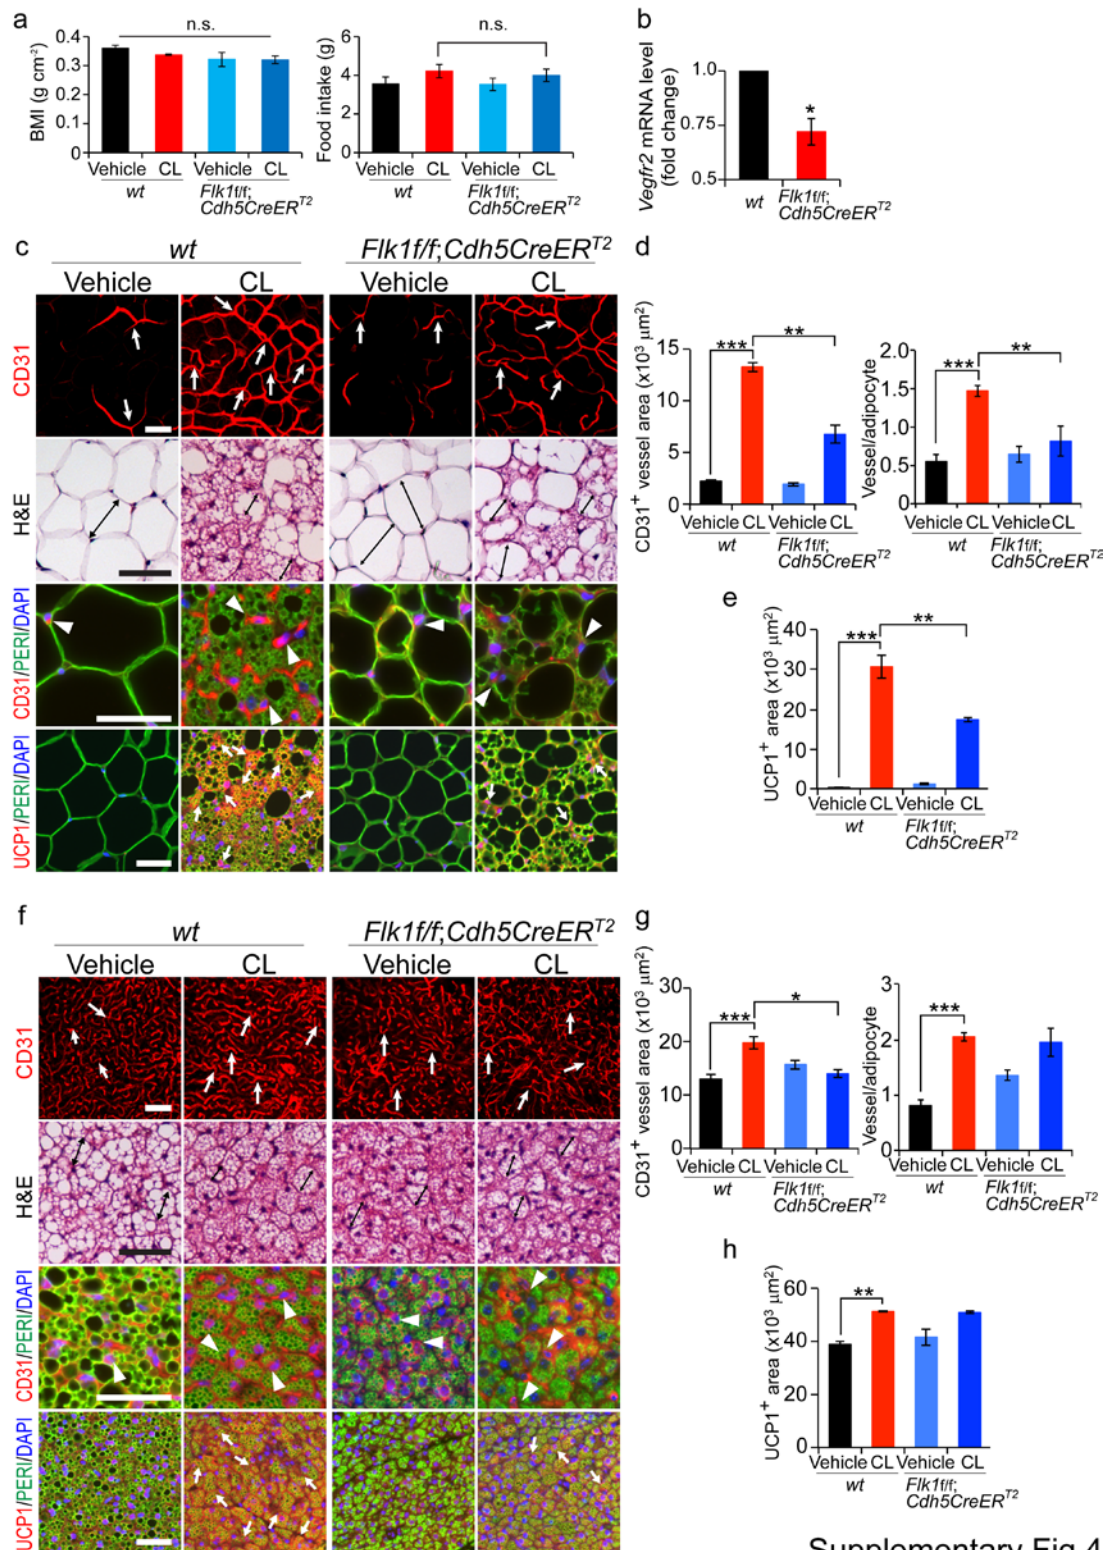 a
n.s.
BMI (g cm-2)
0.4
0.3
0.2
0.1
0
Vehicle CL Vehicle CL
wt
Flk1f/f;
Cdh5CreERT2
n.s.
Food intake (g)
6
4
2
0
Vehicle CL Vehicle CL
wt
Flk1f/f;
Cdh5CreERT2
b
Vegfr2 mRNA level
(fold change)
1.0
0.75
0.5
*
wt
Flk1f/f;
Cdh5CreERT2
c
wt
Flk1f/f;Cdh5CreERT2
Vehicle CL Vehicle CL
CD31
H&E
CD31/PERI/DAPI
UCP1/PERI/DAPI
d
CD31+ vessel area (x103 µm2)
15
10
5
0
*** **
Vehicle CL Vehicle CL
wt
Flk1f/f;
Cdh5CreERT2
Vessel/adipocyte
2.0
1.5
1.0
0.5
0
*** **
Vehicle CL Vehicle CL
wt
Flk1f/f;
Cdh5CreERT2
e
UCP1+ area (x103 µm2)
40
30
20
10
0
*** **
Vehicle CL Vehicle CL
wt
Flk1f/f;
Cdh5CreERT2
f
wt
Flk1f/f;Cdh5CreERT2
Vehicle CL Vehicle CL
CD31
H&E
CD31/PERI/DAPI
UCP1/PERI/DAPI
g
CD31+ vessel area (x103 µm2)
30
20
10
0
*** *
Vehicle CL Vehicle CL
wt
Flk1f/f;
Cdh5CreERT2
Vessel/adipocyte
3
2
1
0
***
Vehicle CL Vehicle CL
wt
Flk1f/f;
Cdh5CreERT2
h
UCP1+ area (x103 µm2)
60
40
20
0
**
Vehicle CL Vehicle CL
wt
Flk1f/f;
Cdh5CreERT2
Supplementary Fig 4